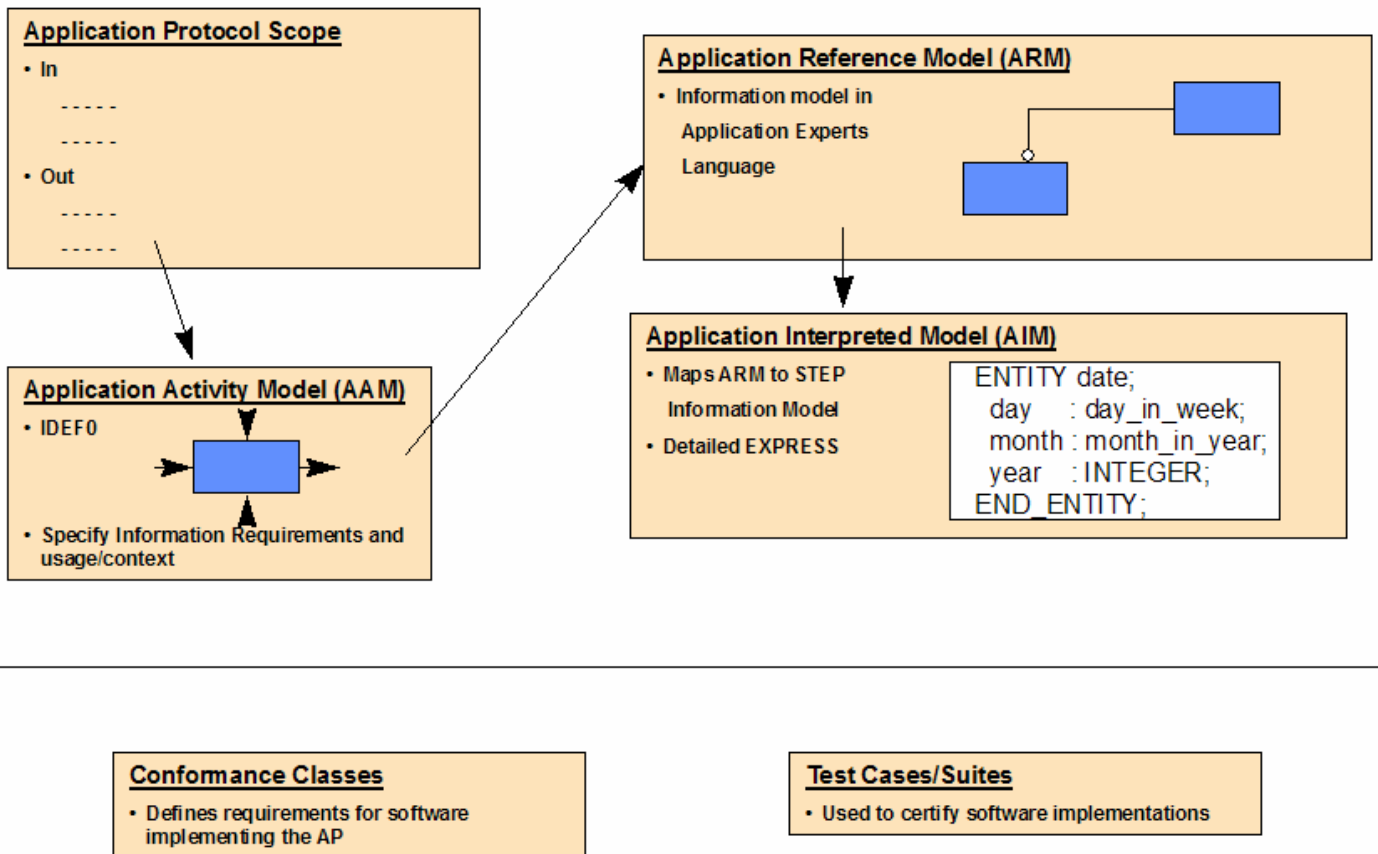 Application Protocol Scope
• In
- - - - -
- - - - -
• Out
- - - - -
- - - - -
Application Activity Model (AAM)
• IDEF0
• Specify Information Requirements and
usage/context
Application Reference Model (ARM)
• Information model in
Application Experts
Language
Application Interpreted Model (AIM)
• Maps ARM to STEP
Information Model
• Detailed EXPRESS
ENTITY date;
day : day_in_week;
month : month_in_year;
year : INTEGER;
END_ENTITY;
Conformance Classes
• Defines requirements for software
implementing the AP
Test Cases/Suites
• Used to certify software implementations